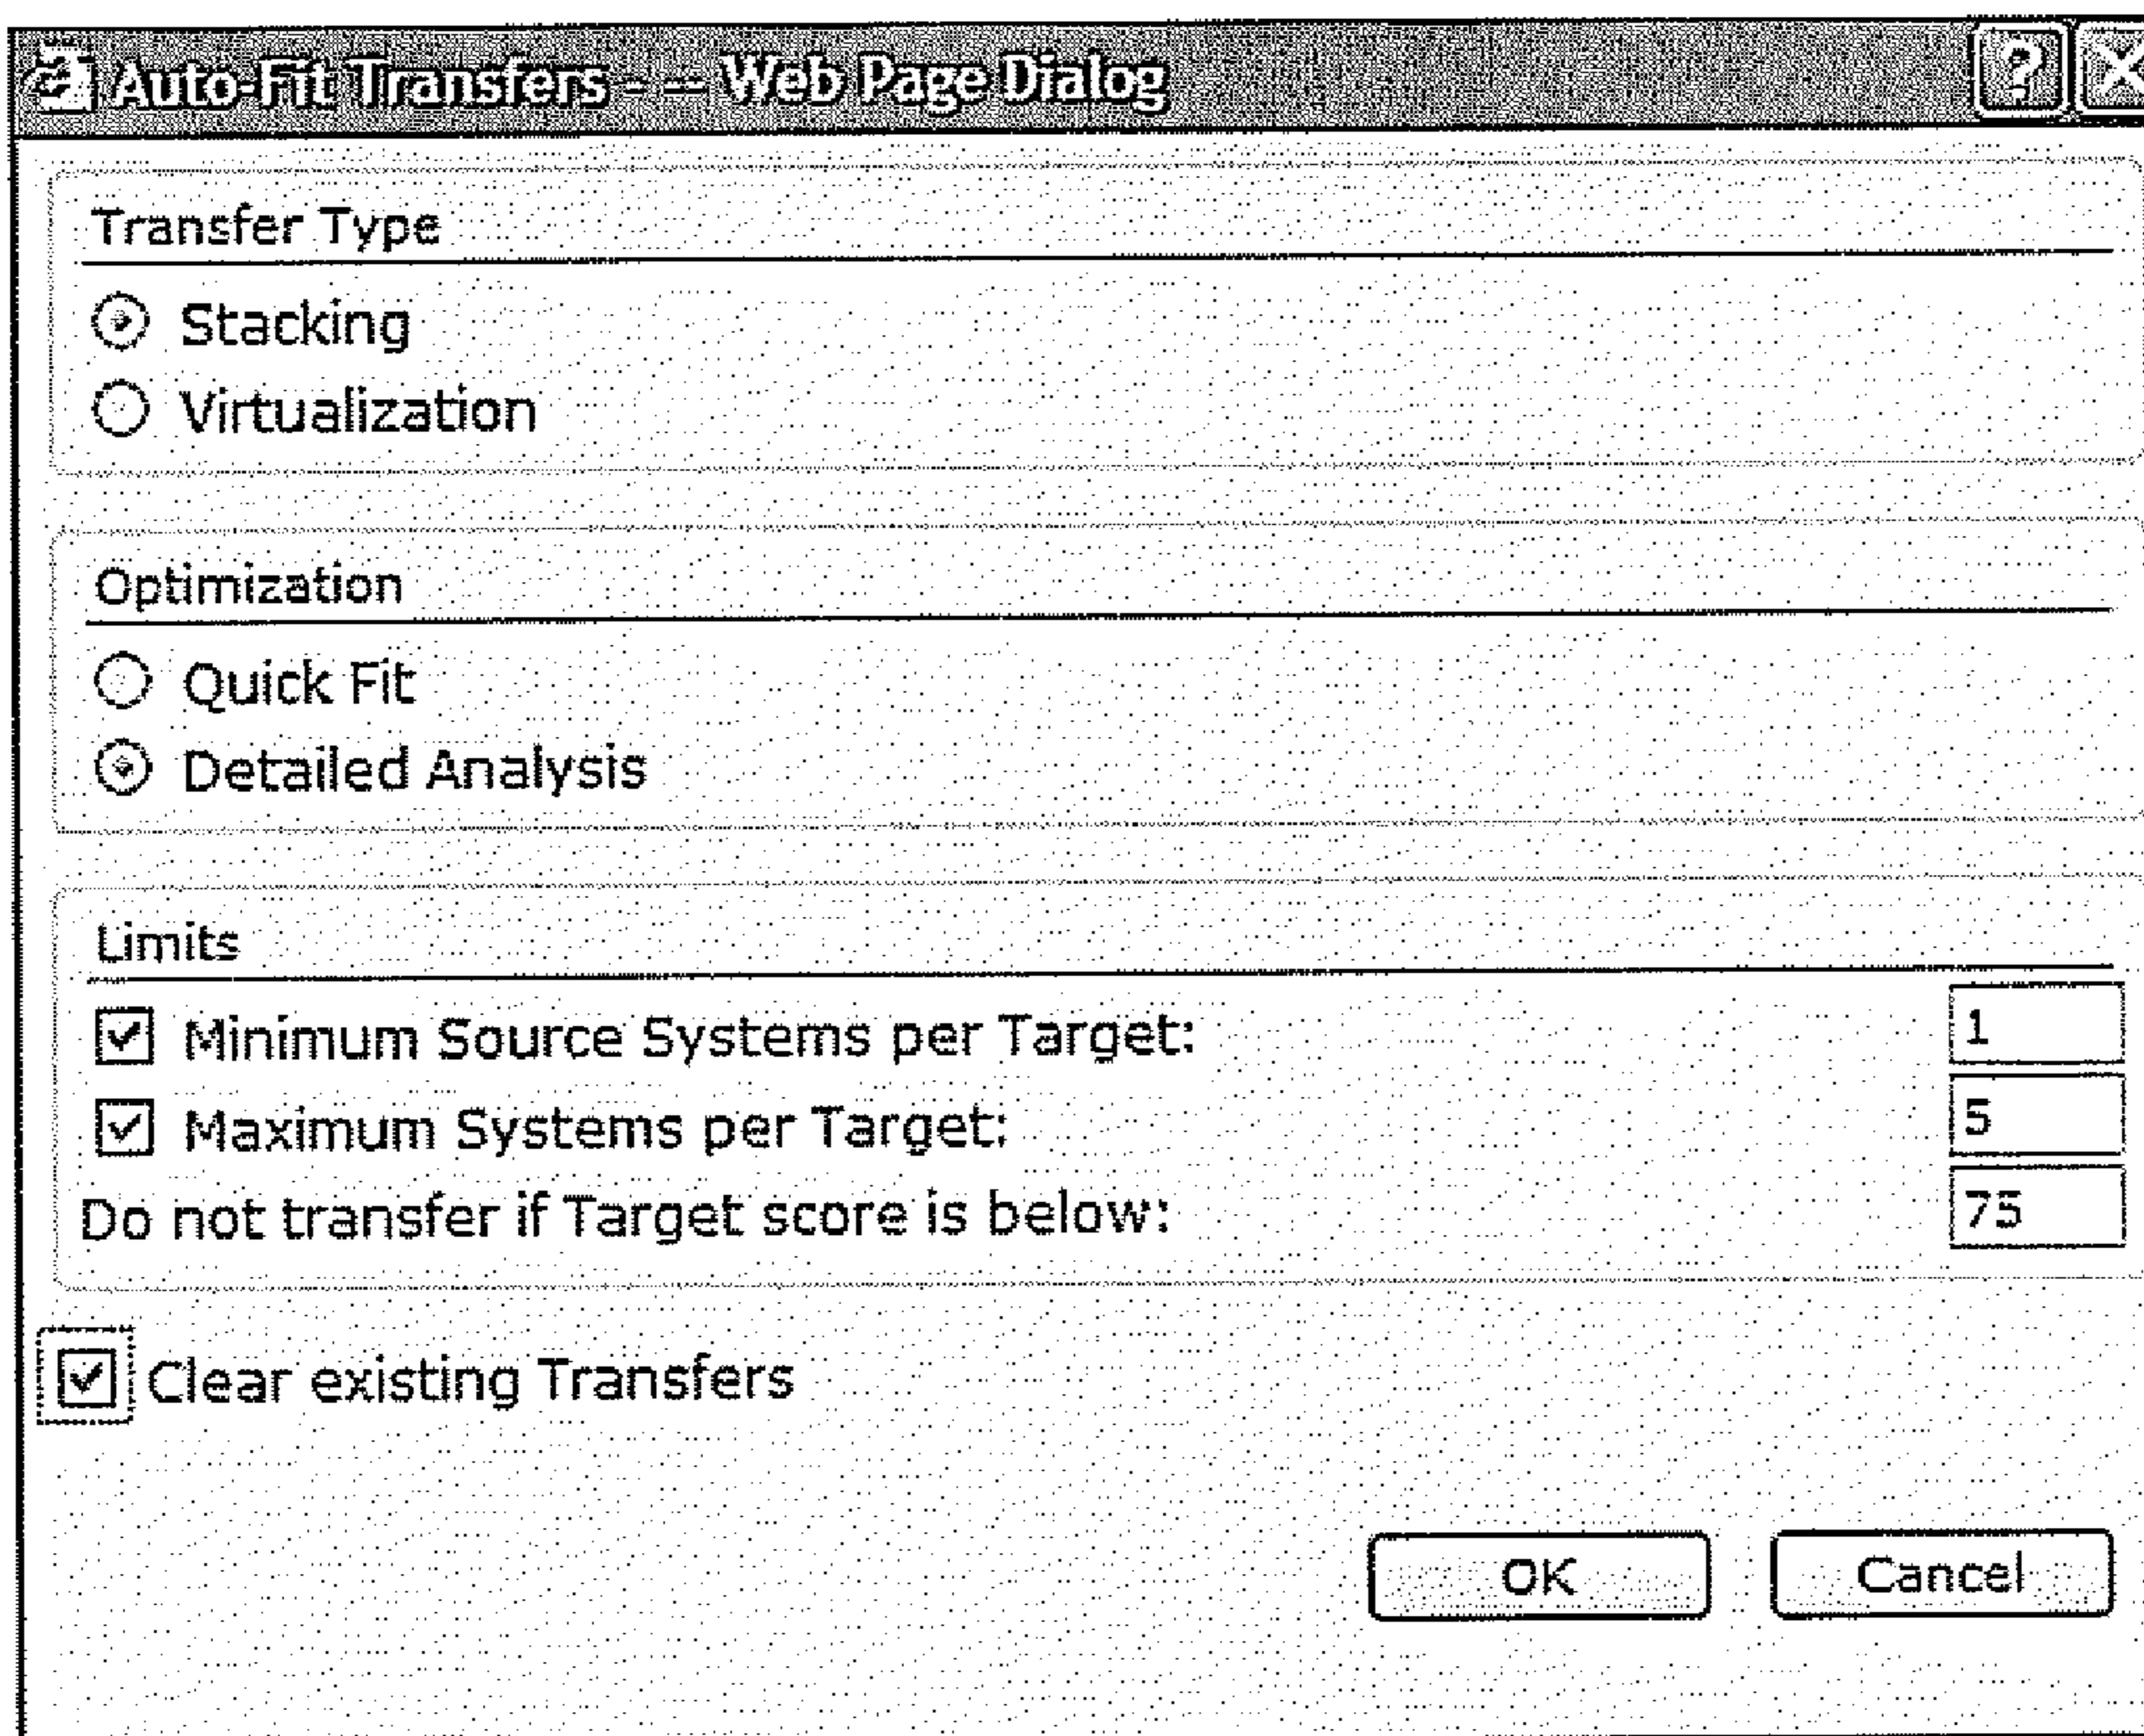 Auto-Fit Transfers - -- Web Page Dialog
Transfer Type
Stacking
Virtualization
Optimization
Quick Fit
Detailed Analysis
Limits
Minimum Source Systems per Target: 1
Maximum Systems per Target: 5
Do not transfer if Target score is below: 75
Clear existing Transfers
OK Cancel